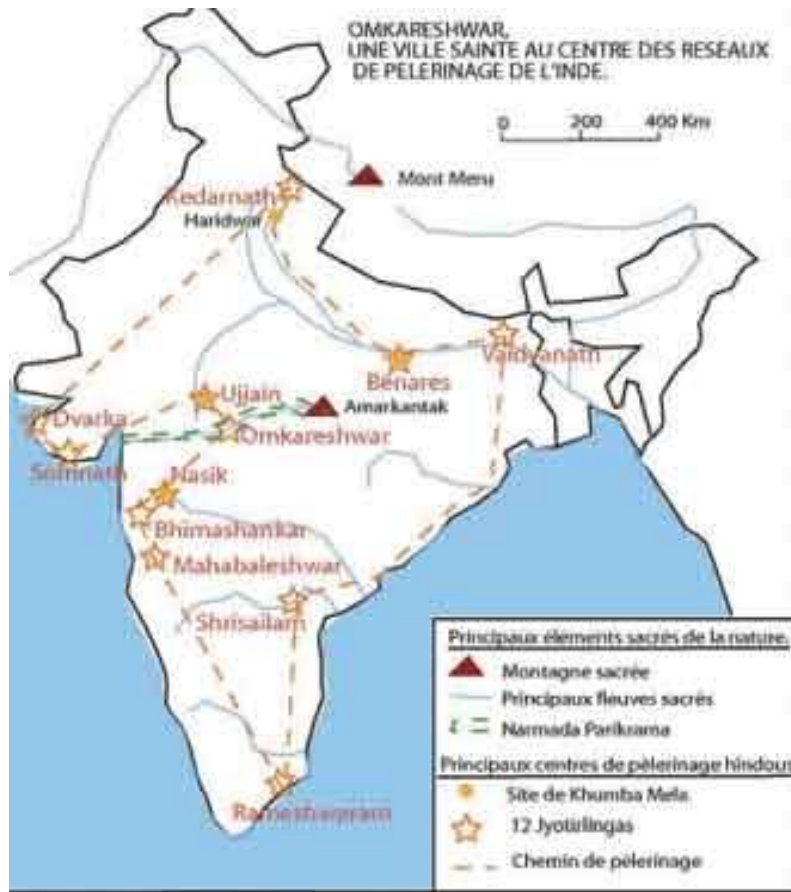 OMKARESHWAR,
UNE VILLE SAINTE AU CENTRE DES RESEAUX
DE PELERINAGE DE L'INDE.
0 200 400 Km
Mont Meru
Kedarnath
Haridwar
Vaidyanath
Benares
Ujjain
Amarkantak
Dvarka
Omkareshwar
Somnath
Nasik
Bhimashankar
Mahabaleshwar
Shrisailam
Principaux éléments sacrés de la nature.
Montagne sacrée
Principaux fleuves sacrés
Narmada Parikrama
Principaux centres de pèlerinage hindous
Site de Khumba Mela
12 Jyotirlingas
Chemin de pèlerinage